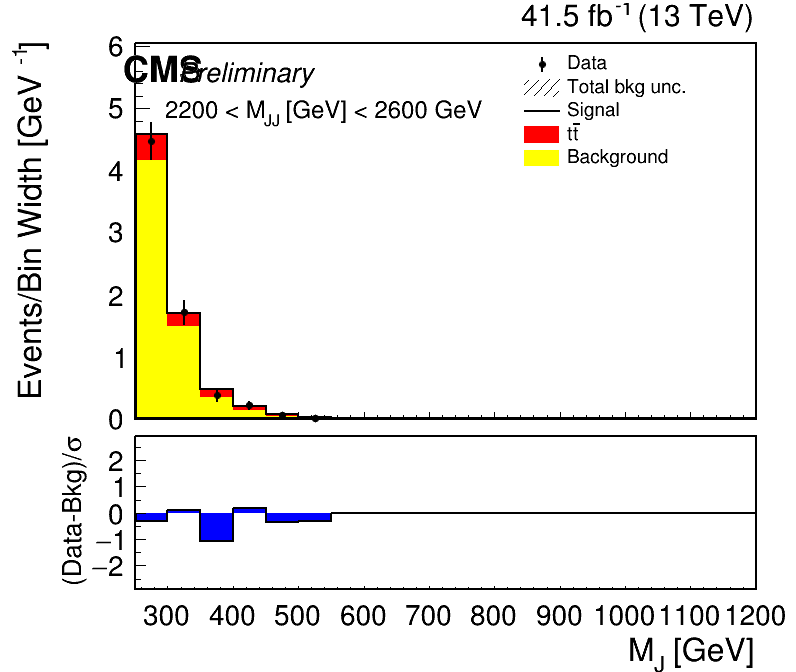 41.5 fb⁻¹ (13 TeV)
CMS Preliminary
2200 < M_JJ [GeV] < 2600 GeV
Data
Total bkg unc.
Signal
tt̄
Background
Events/Bin Width [GeV⁻¹]
6
5
4
3
2
1
0
(Data-Bkg)/σ
2
1
0
−1
−2
300 400 500 600 700 800 900 1000 1100 1200
M_J [GeV]